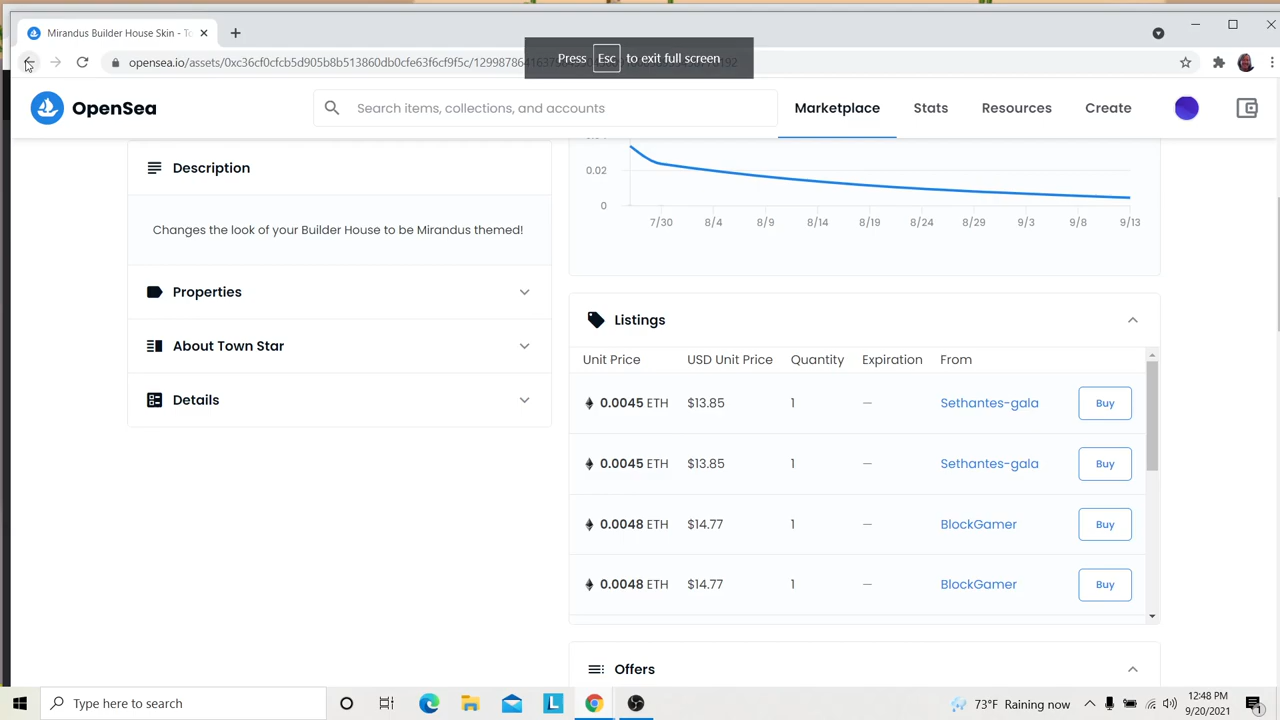 Mirandus Builder House Skin - To
Press Esc to exit full screen
opensea.io/assets/0xc36cf0cfcb5d905b8b513860db0cfe63f6cf9f5c/
OpenSea
Search items, collections, and accounts
Marketplace
Stats
Resources
Create
Description
Changes the look of your Builder House to be Mirandus themed!
Properties
About Town Star
Details
0.02
0
7/30 8/4 8/9 8/14 8/19 8/24 8/29 9/3 9/8 9/13
Listings
Unit Price USD Unit Price Quantity Expiration From
0.0045 ETH $13.85 1 — Sethantes-gala Buy
0.0045 ETH $13.85 1 — Sethantes-gala Buy
0.0048 ETH $14.77 1 — BlockGamer Buy
0.0048 ETH $14.77 1 — BlockGamer Buy
Offers
Type here to search
73°F Raining now
12:48 PM
9/20/2021
1